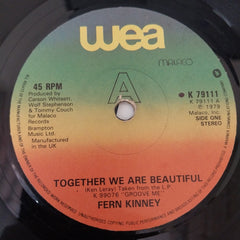 wea
MALACO
45 RPM
Produced by
Carson Whitsett,
Wolf Stephenson
& Tommy Couch
for Malaco
Records
Brampton
Music Ltd.
Manufactured
in the UK
A
K 79111
K 79111 A
℗ 1979
Malaco, Inc.
SIDE ONE
STEREO
TOGETHER WE ARE BEAUTIFUL
(Ken Leray) Taken from the L.P.
K 99076 "GROOVE ME"
FERN KINNEY